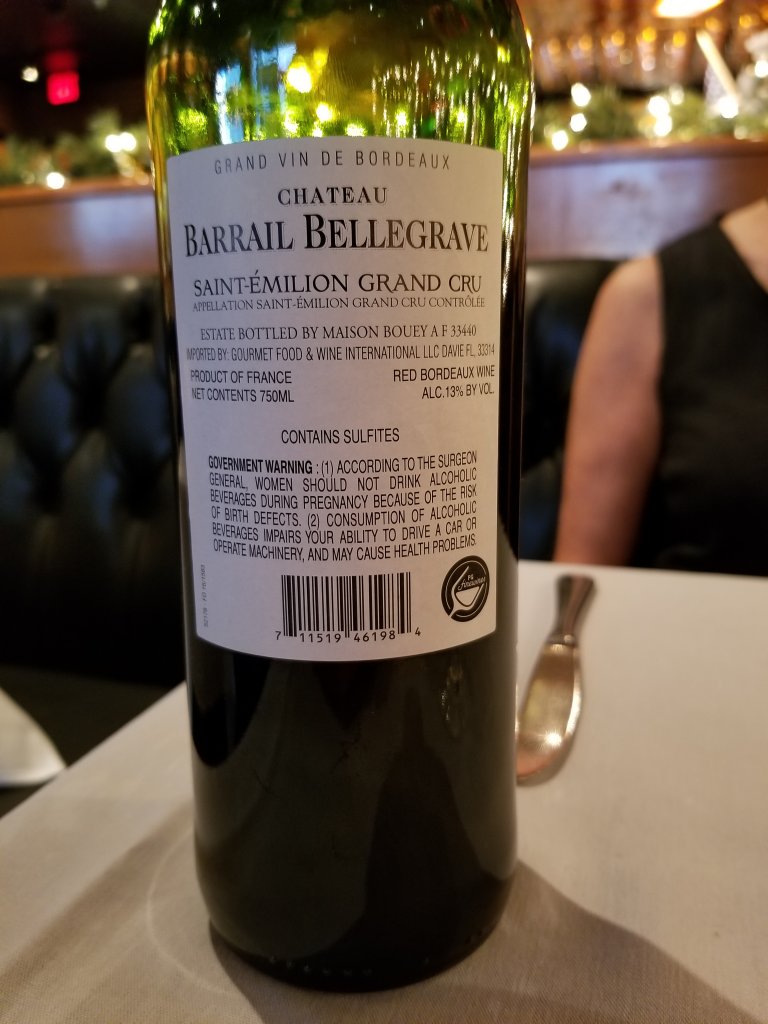 GRAND VIN DE BORDEAUX
CHATEAU
BARRAIL BELLEGRAVE
SAINT-ÉMILION GRAND CRU
APPELLATION SAINT-ÉMILION GRAND CRU CONTRÔLÉE
ESTATE BOTTLED BY MAISON BOUEY A F 33440
IMPORTED BY: GOURMET FOOD & WINE INTERNATIONAL LLC DAVIE FL, 33314
PRODUCT OF FRANCE RED BORDEAUX WINE
NET CONTENTS 750ML ALC.13% BY VOL.
CONTAINS SULFITES
GOVERNMENT WARNING : (1) ACCORDING TO THE SURGEON
GENERAL, WOMEN SHOULD NOT DRINK ALCOHOLIC
BEVERAGES DURING PREGNANCY BECAUSE OF THE RISK
OF BIRTH DEFECTS. (2) CONSUMPTION OF ALCOHOLIC
BEVERAGES IMPAIRS YOUR ABILITY TO DRIVE A CAR OR
OPERATE MACHINERY, AND MAY CAUSE HEALTH PROBLEMS.
7 11519 46198 4